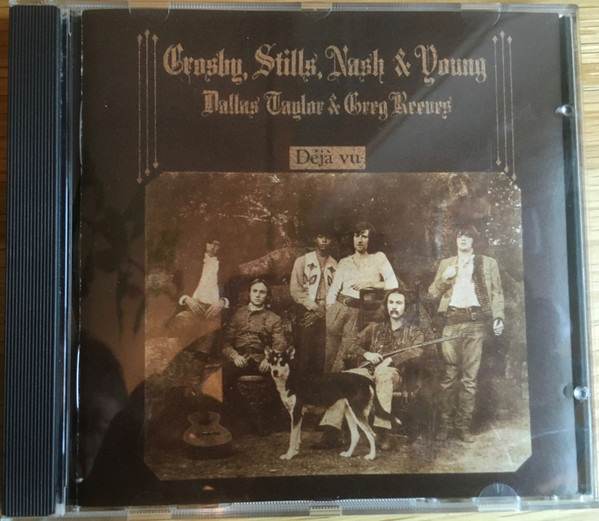 Crosby, Stills, Nash & Young
Dallas Taylor & Greg Reeves
Déjà vu